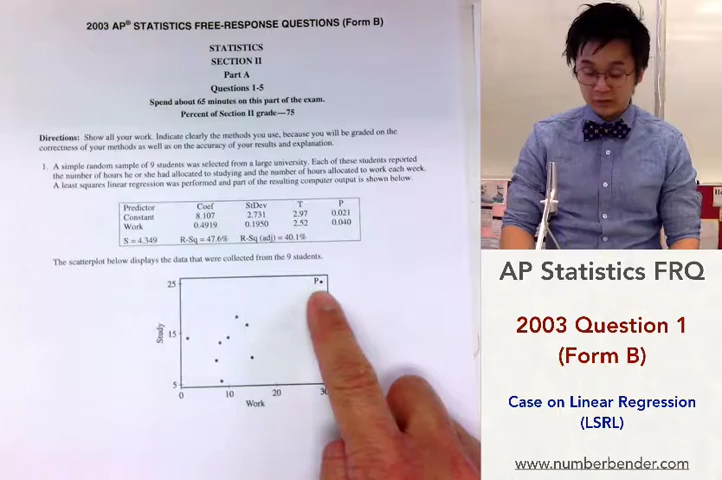 2003 AP® STATISTICS FREE-RESPONSE QUESTIONS (Form B)
STATISTICS
SECTION II
Part A
Questions 1-5
Spend about 65 minutes on this part of the exam.
Percent of Section II grade—75
Directions: Show all your work. Indicate clearly the methods you use, because you will be graded on the
correctness of your methods as well as on the accuracy of your results and explanation.
1. A simple random sample of 9 students was selected from a large university. Each of these students reported
the number of hours he or she had allocated to studying and the number of hours allocated to work each week.
A least squares linear regression was performed and part of the resulting computer output is shown below.
Predictor Coef StDev T P
Constant 8.107 2.731 2.97 0.021
Work 0.4919 0.1950 2.52 0.040
S = 4.349 R-Sq = 47.6% R-Sq (adj) = 40.1%
The scatterplot below displays the data that were collected from the 9 students.
25
P
Study
15
5
0 10 20 30
Work
AP Statistics FRQ
2003 Question 1
(Form B)
Case on Linear Regression
(LSRL)
www.numberbender.com